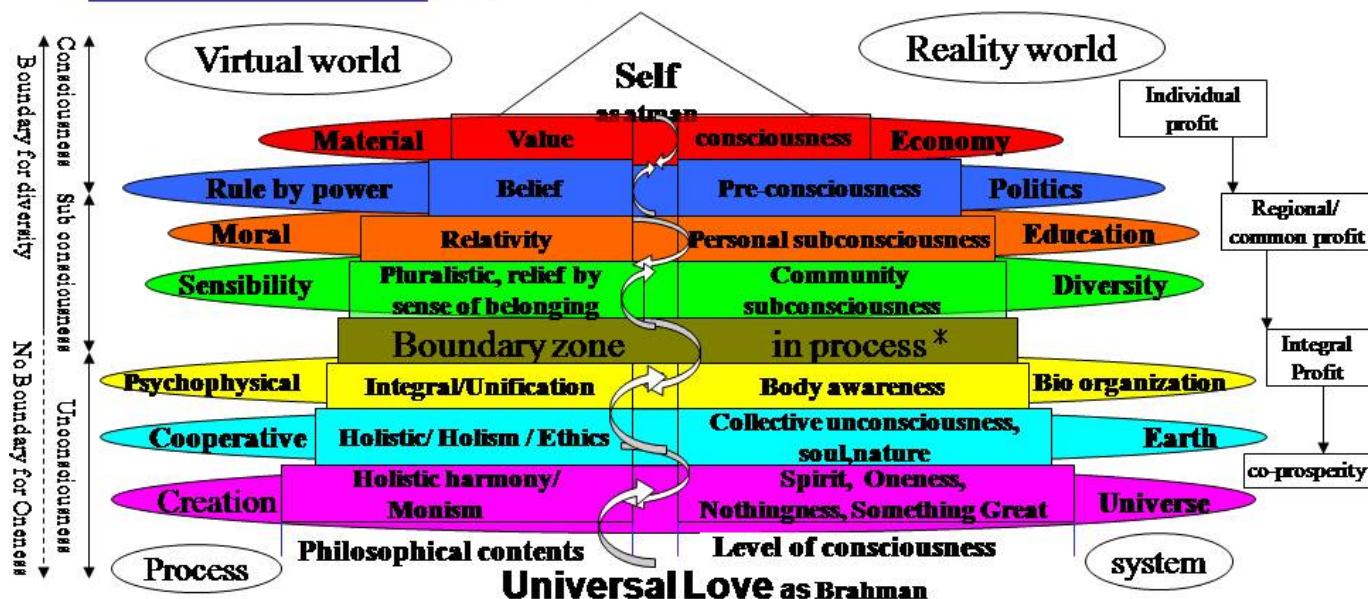 Virtual world
Reality world
Self
as atman
Individual
profit
Material
Value
consciousness
Economy
Rule by power
Belief
Pre-consciousness
Politics
Regional/
common profit
Moral
Relativity
Personal subconsciousness
Education
Sensibility
Pluralistic, relief by
sense of belonging
Community
subconsciousness
Diversity
Boundary zone
in process*
Integral
Profit
Psychophysical
Integral/Unification
Body awareness
Bio organization
Cooperative
Holistic/ Holism / Ethics
Collective unconsciousness,
soul,nature
Earth
co-prosperity
Creation
Holistic harmony/
Monism
Spirit, Oneness,
Nothingness, Something Great
Universe
Philosophical contents
Level of consciousness
Process
system
Universal Love as Brahman
Consciousness
Sub consciousness
Unconsciousness
Boundary for diversity
No Boundary for Oneness